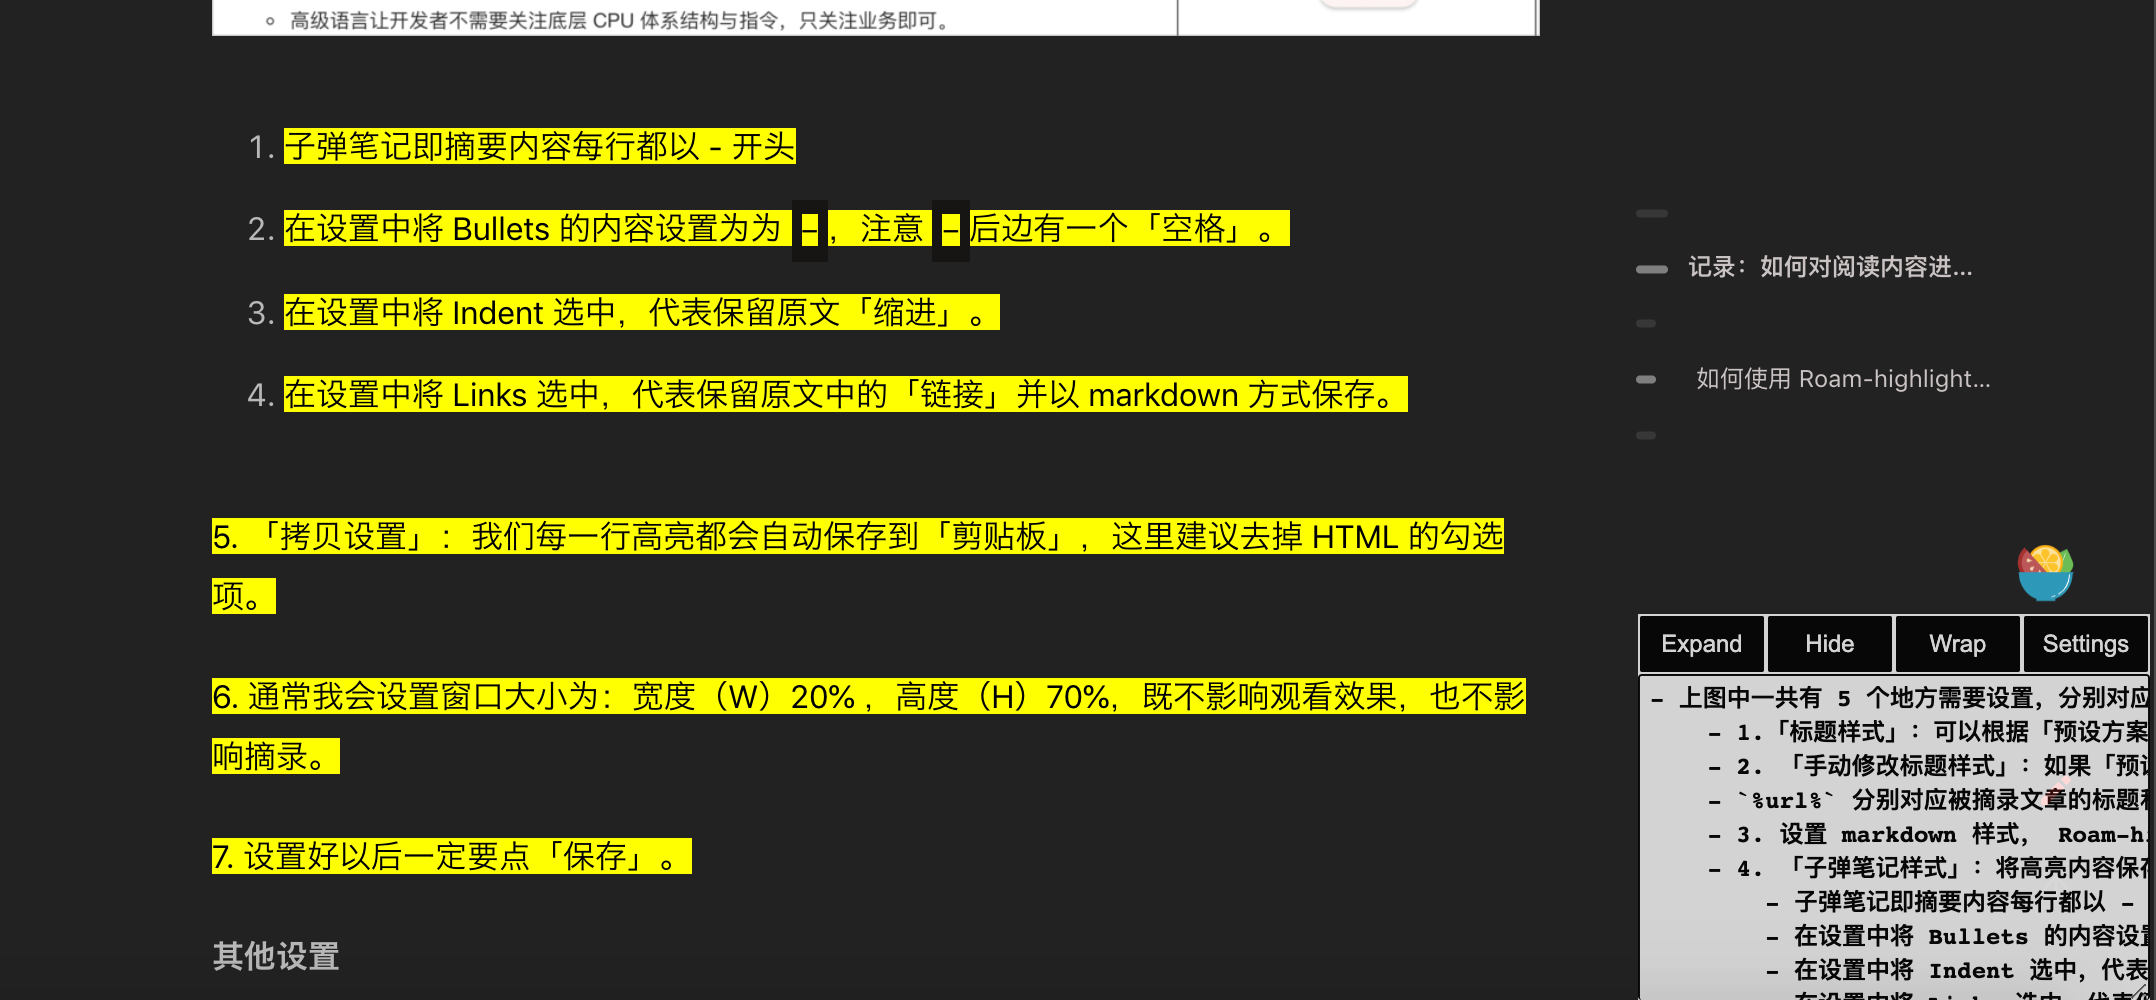 高级语言让开发者不需要关注底层 CPU 体系结构与指令，只关注业务即可。
1. 子弹笔记即摘要内容每行都以 - 开头
2. 在设置中将 Bullets 的内容设置为为 - ，注意 - 后边有一个「空格」。
3. 在设置中将 Indent 选中，代表保留原文「缩进」。
4. 在设置中将 Links 选中，代表保留原文中的「链接」并以 markdown 方式保存。
5. 「拷贝设置」：我们每一行高亮都会自动保存到「剪贴板」，这里建议去掉 HTML 的勾选
项。
6. 通常我会设置窗口大小为：宽度（W）20% ，高度（H）70%，既不影响观看效果，也不影
响摘录。
7. 设置好以后一定要点「保存」。
其他设置
记录：如何对阅读内容进...
如何使用 Roam-highlight...
Expand Hide Wrap Settings
- 上图中一共有 5 个地方需要设置，分别对应
- 1.「标题样式」：可以根据「预设方案
- 2. 「手动修改标题样式」：如果「预
- `%url%` 分别对应被摘录文章的标题
- 3. 设置 markdown 样式， Roam-h
- 4. 「子弹笔记样式」：将高亮内容保存
- 子弹笔记即摘要内容每行都以 -
- 在设置中将 Bullets 的内容设置
- 在设置中将 Indent 选中，代表